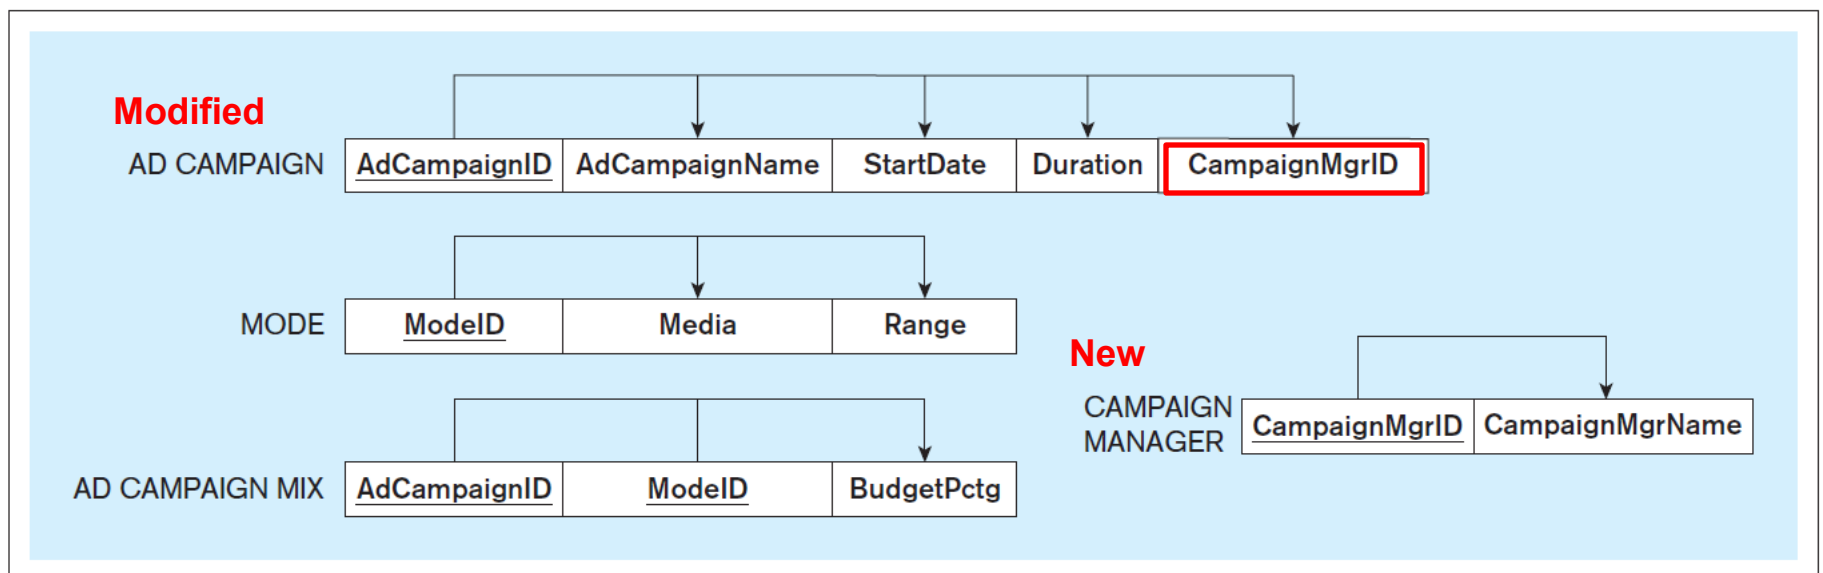 Modified
AD CAMPAIGN AdCampaignID AdCampaignName StartDate Duration CampaignMgrID
MODE ModeID Media Range
New
CAMPAIGN
MANAGER CampaignMgrID CampaignMgrName
AD CAMPAIGN MIX AdCampaignID ModeID BudgetPctg